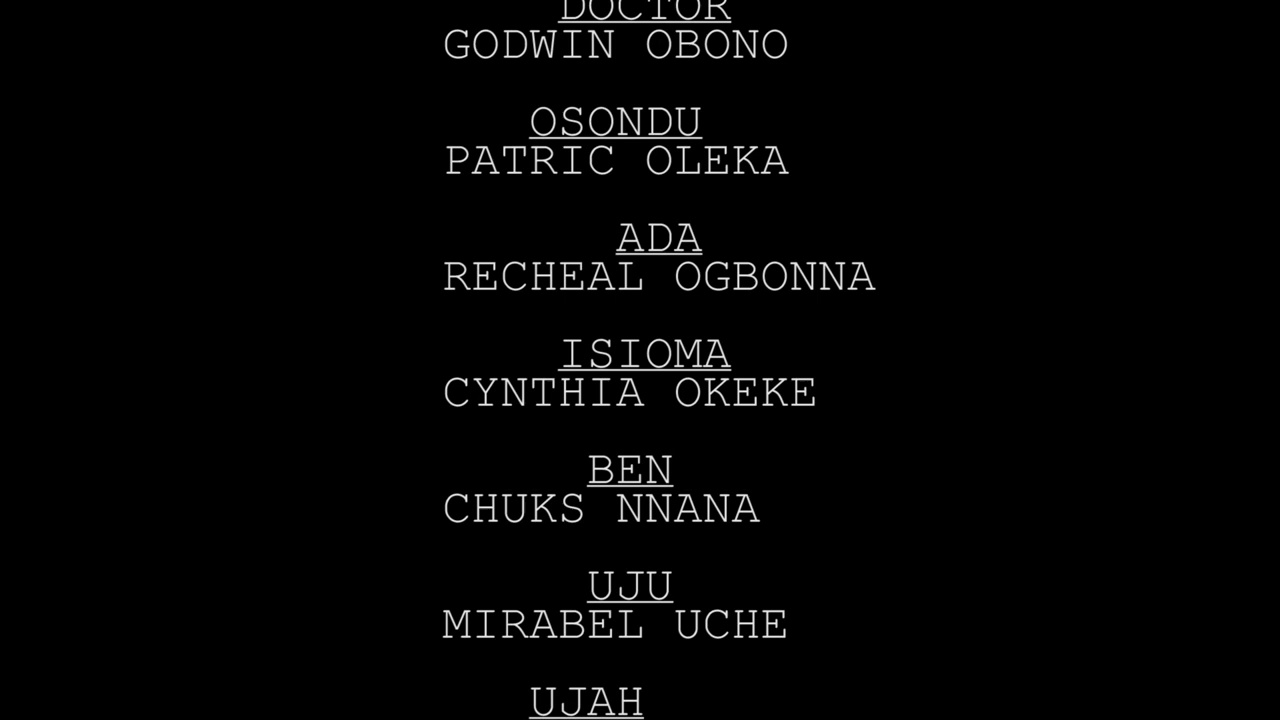 DOCTOR
GODWIN OBONO
OSONDU
PATRIC OLEKA
ADA
RECHEAL OGBONNA
ISIOMA
CYNTHIA OKEKE
BEN
CHUKS NNANA
UJU
MIRABEL UCHE
UJAH